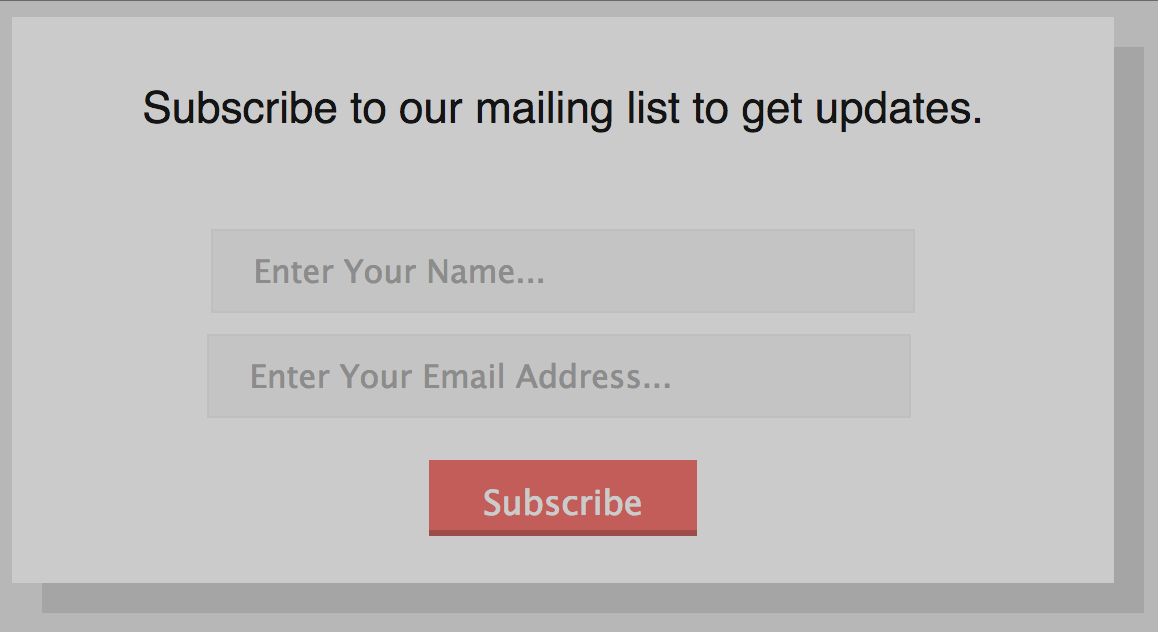 Subscribe to our mailing list to get updates.
Enter Your Name...
Enter Your Email Address...
Subscribe